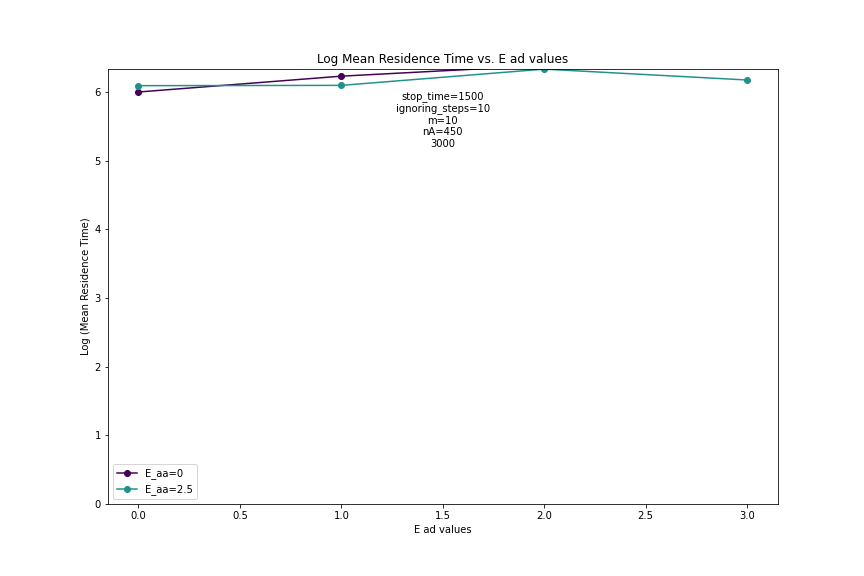 Log Mean Residence Time vs. E ad values
6
5
4
3
2
1
0
Log (Mean Residence Time)
stop_time=1500
ignoring_steps=10
m=10
nA=450
3000
E_aa=0
E_aa=2.5
0.0 0.5 1.0 1.5 2.0 2.5 3.0
E ad values